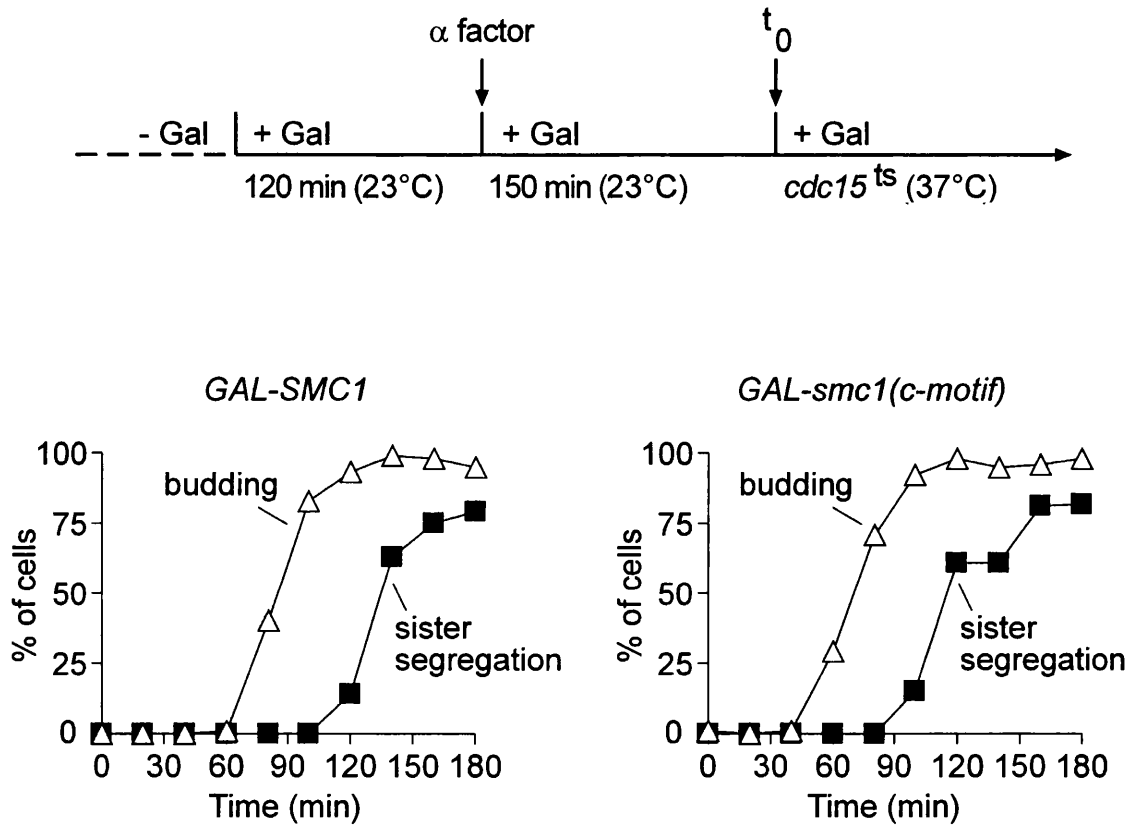 α factor
t0
- Gal
+ Gal
+ Gal
+ Gal
120 min (23°C)
150 min (23°C)
cdc15 ts (37°C)
GAL-SMC1
% of cells
100
75
50
25
0
budding
sister
segregation
0 30 60 90 120 150 180
Time (min)
GAL-smc1(c-motif)
% of cells
100
75
50
25
0
budding
sister
segregation
0 30 60 90 120 150 180
Time (min)